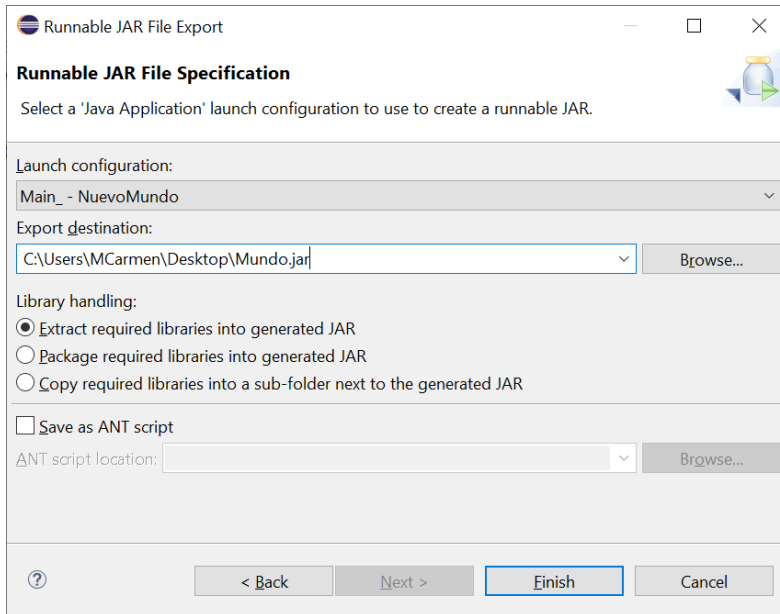 Runnable JAR File Export
Runnable JAR File Specification
Select a 'Java Application' launch configuration to use to create a runnable JAR.
Launch configuration:
Main_ - NuevoMundo
Export destination:
C:\Users\MCarmen\Desktop\Mundo.jar
Browse...
Library handling:
Extract required libraries into generated JAR
Package required libraries into generated JAR
Copy required libraries into a sub-folder next to the generated JAR
Save as ANT script
ANT script location:
Browse...
?
< Back
Next >
Finish
Cancel